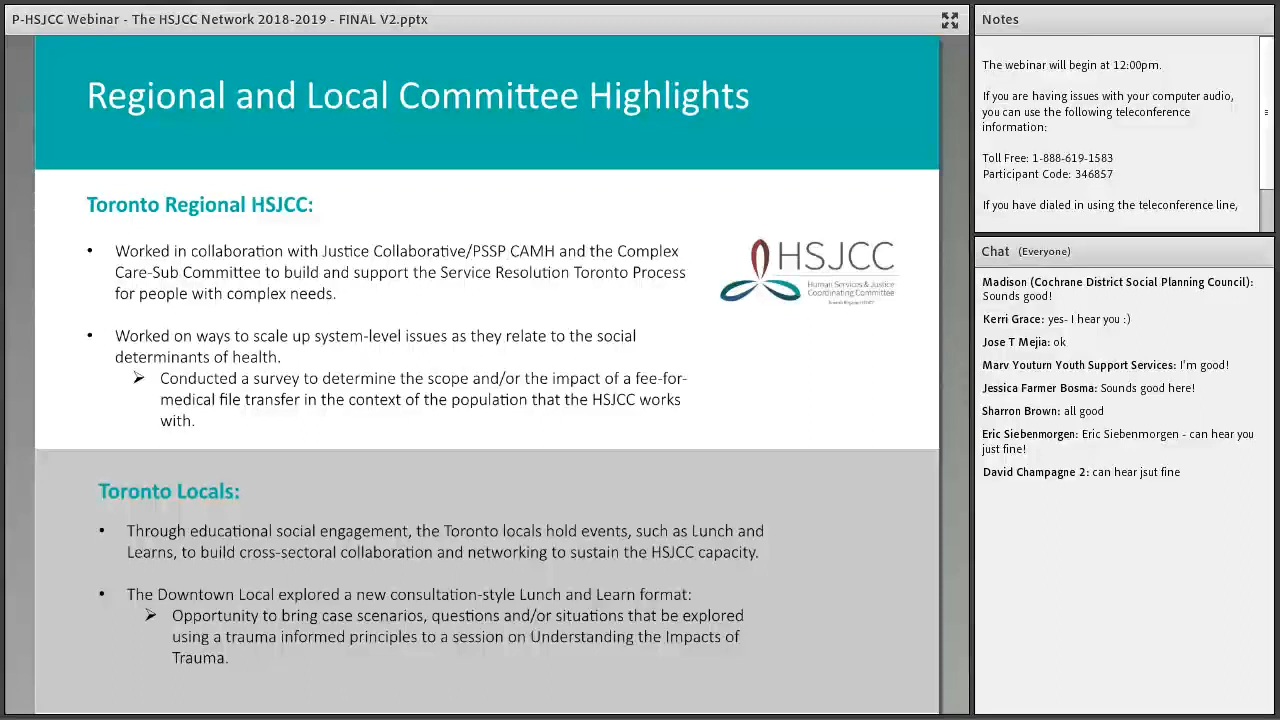 P-HSJCC Webinar - The HSJCC Network 2018-2019 - FINAL V2.pptx
Regional and Local Committee Highlights
Toronto Regional HSJCC:
• Worked in collaboration with Justice Collaborative/PSSP CAMH and the Complex
Care-Sub Committee to build and support the Service Resolution Toronto Process
for people with complex needs.
• Worked on ways to scale up system-level issues as they relate to the social
determinants of health.
➢ Conducted a survey to determine the scope and/or the impact of a fee-for-
medical file transfer in the context of the population that the HSJCC works
with.
HSJCC
Human Services & Justice
Coordinating Committee
Toronto Locals:
• Through educational social engagement, the Toronto locals hold events, such as Lunch and
Learns, to build cross-sectoral collaboration and networking to sustain the HSJCC capacity.
• The Downtown Local explored a new consultation-style Lunch and Learn format:
➢ Opportunity to bring case scenarios, questions and/or situations that be explored
using a trauma informed principles to a session on Understanding the Impacts of
Trauma.
Notes
The webinar will begin at 12:00pm.
If you are having issues with your computer audio,
you can use the following teleconference
information:
Toll Free: 1-888-619-1583
Participant Code: 346857
If you have dialed in using the teleconference line,
Chat (Everyone)
Madison (Cochrane District Social Planning Council):
Sounds good!
Kerri Grace: yes- I hear you :)
Jose T Mejia: ok
Marv Youturn Youth Support Services: I'm good!
Jessica Farmer Bosma: Sounds good here!
Sharron Brown: all good
Eric Siebenmorgen: Eric Siebenmorgen - can hear you
just fine!
David Champagne 2: can hear jsut fine